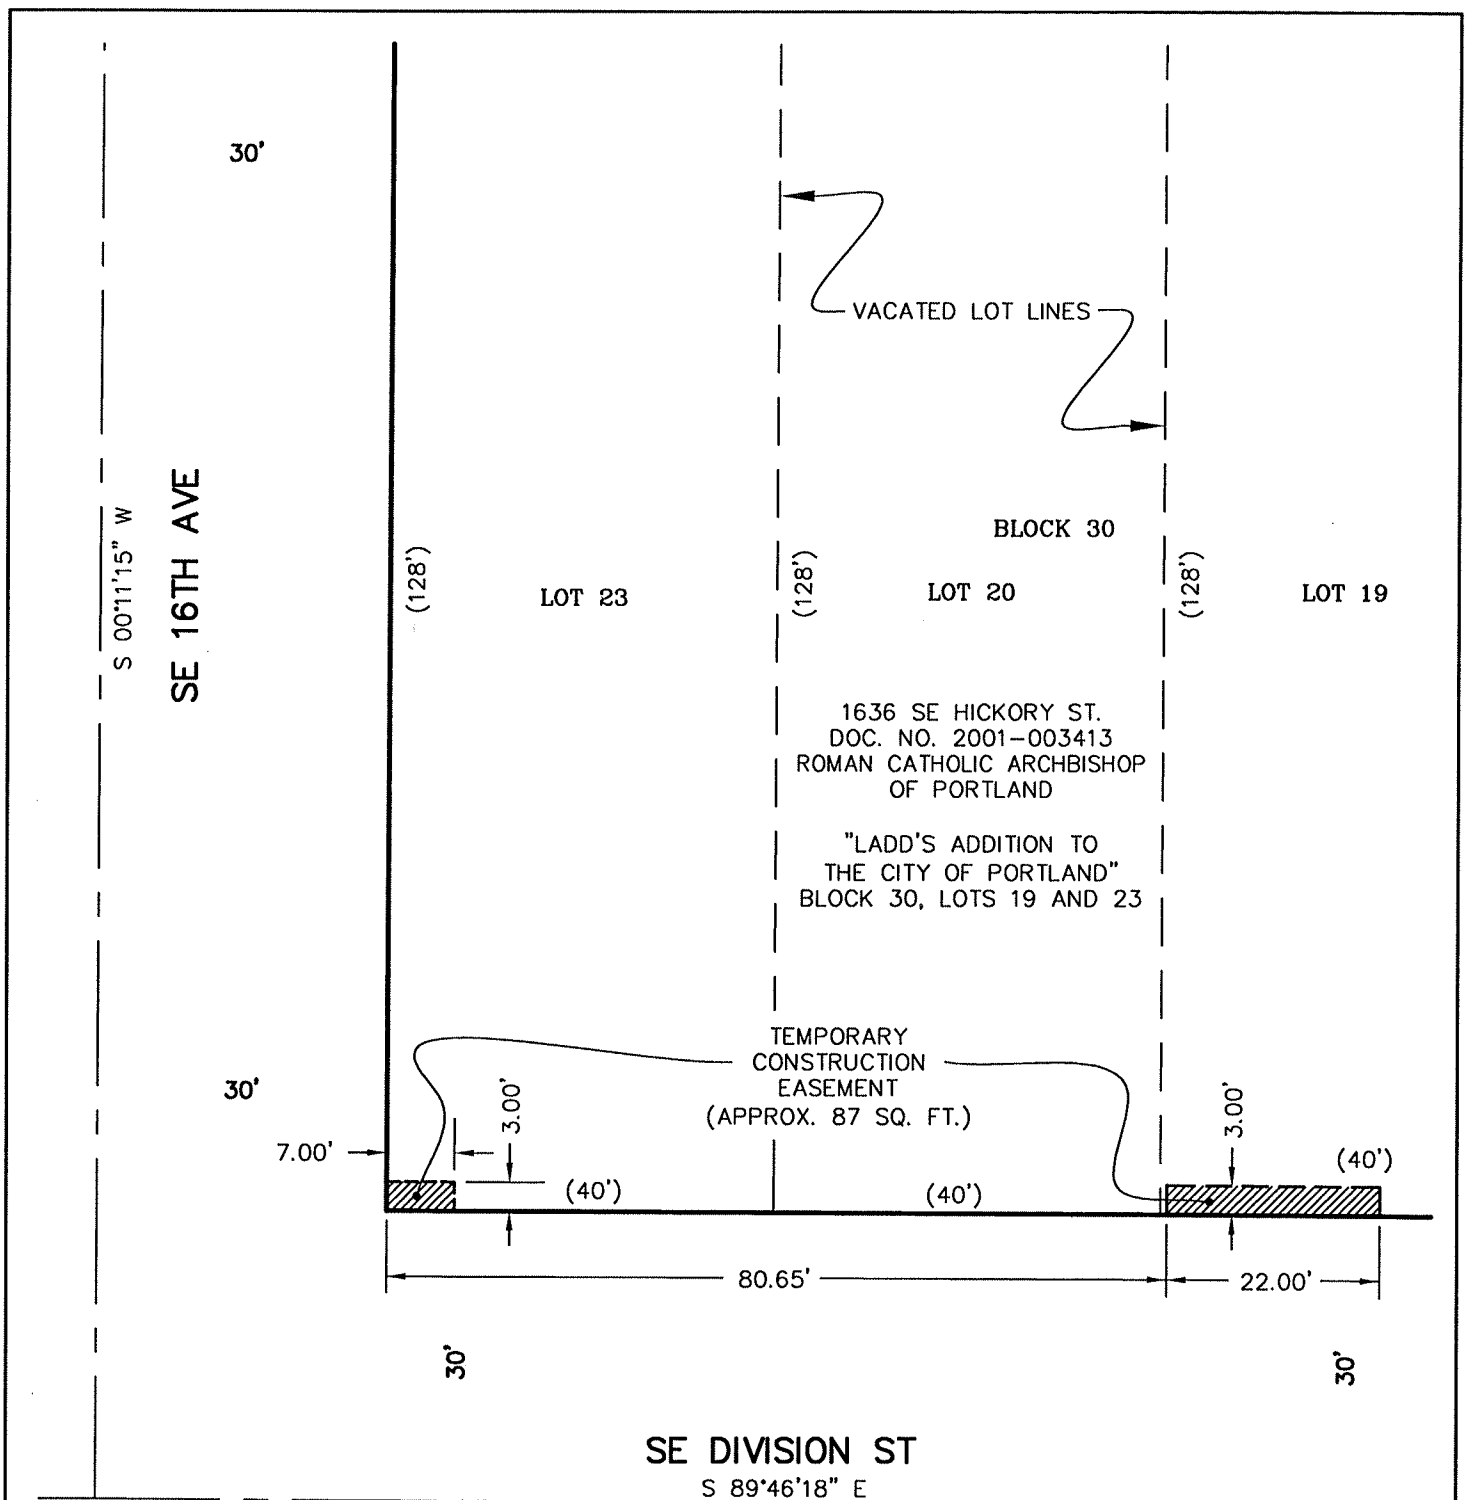 30'
VACATED LOT LINES
BLOCK 30
S 00°11'15" W
SE 16TH AVE
(128')
LOT 23
(128')
LOT 20
(128')
LOT 19
1636 SE HICKORY ST.
DOC. NO. 2001-003413
ROMAN CATHOLIC ARCHBISHOP
OF PORTLAND
"LADD'S ADDITION TO
THE CITY OF PORTLAND"
BLOCK 30, LOTS 19 AND 23
TEMPORARY
CONSTRUCTION
EASEMENT
(APPROX. 87 SQ. FT.)
30'
3.00'
3.00'
7.00'
(40')
(40')
(40')
80.65'
22.00'
30'
30'
SE DIVISION ST
S 89°46'18" E